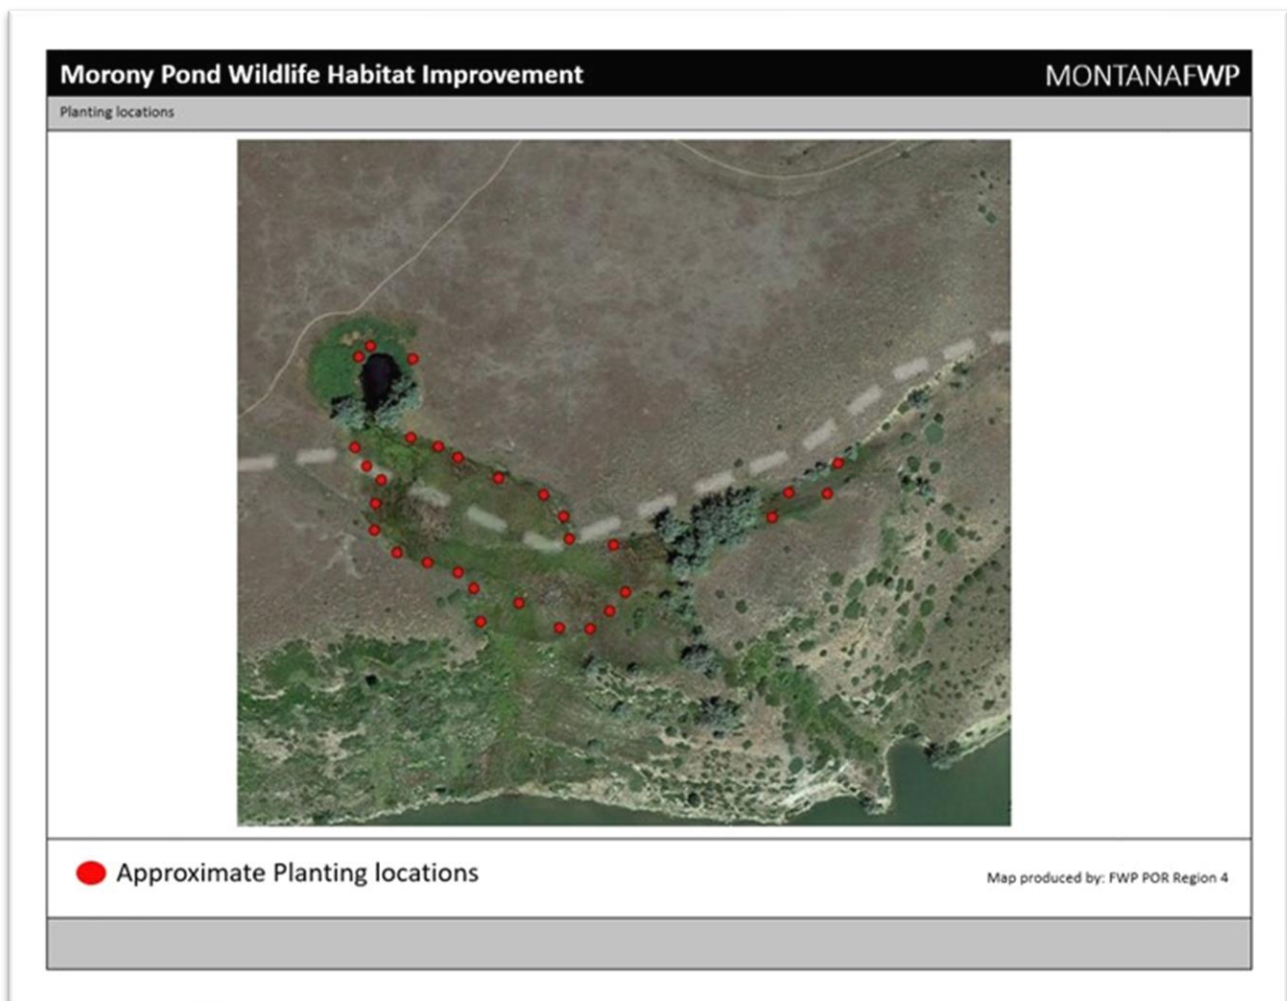 Morony Pond Wildlife Habitat Improvement
MONTANAFWP
Planting locations
Approximate Planting locations
Map produced by: FWP POR Region 4